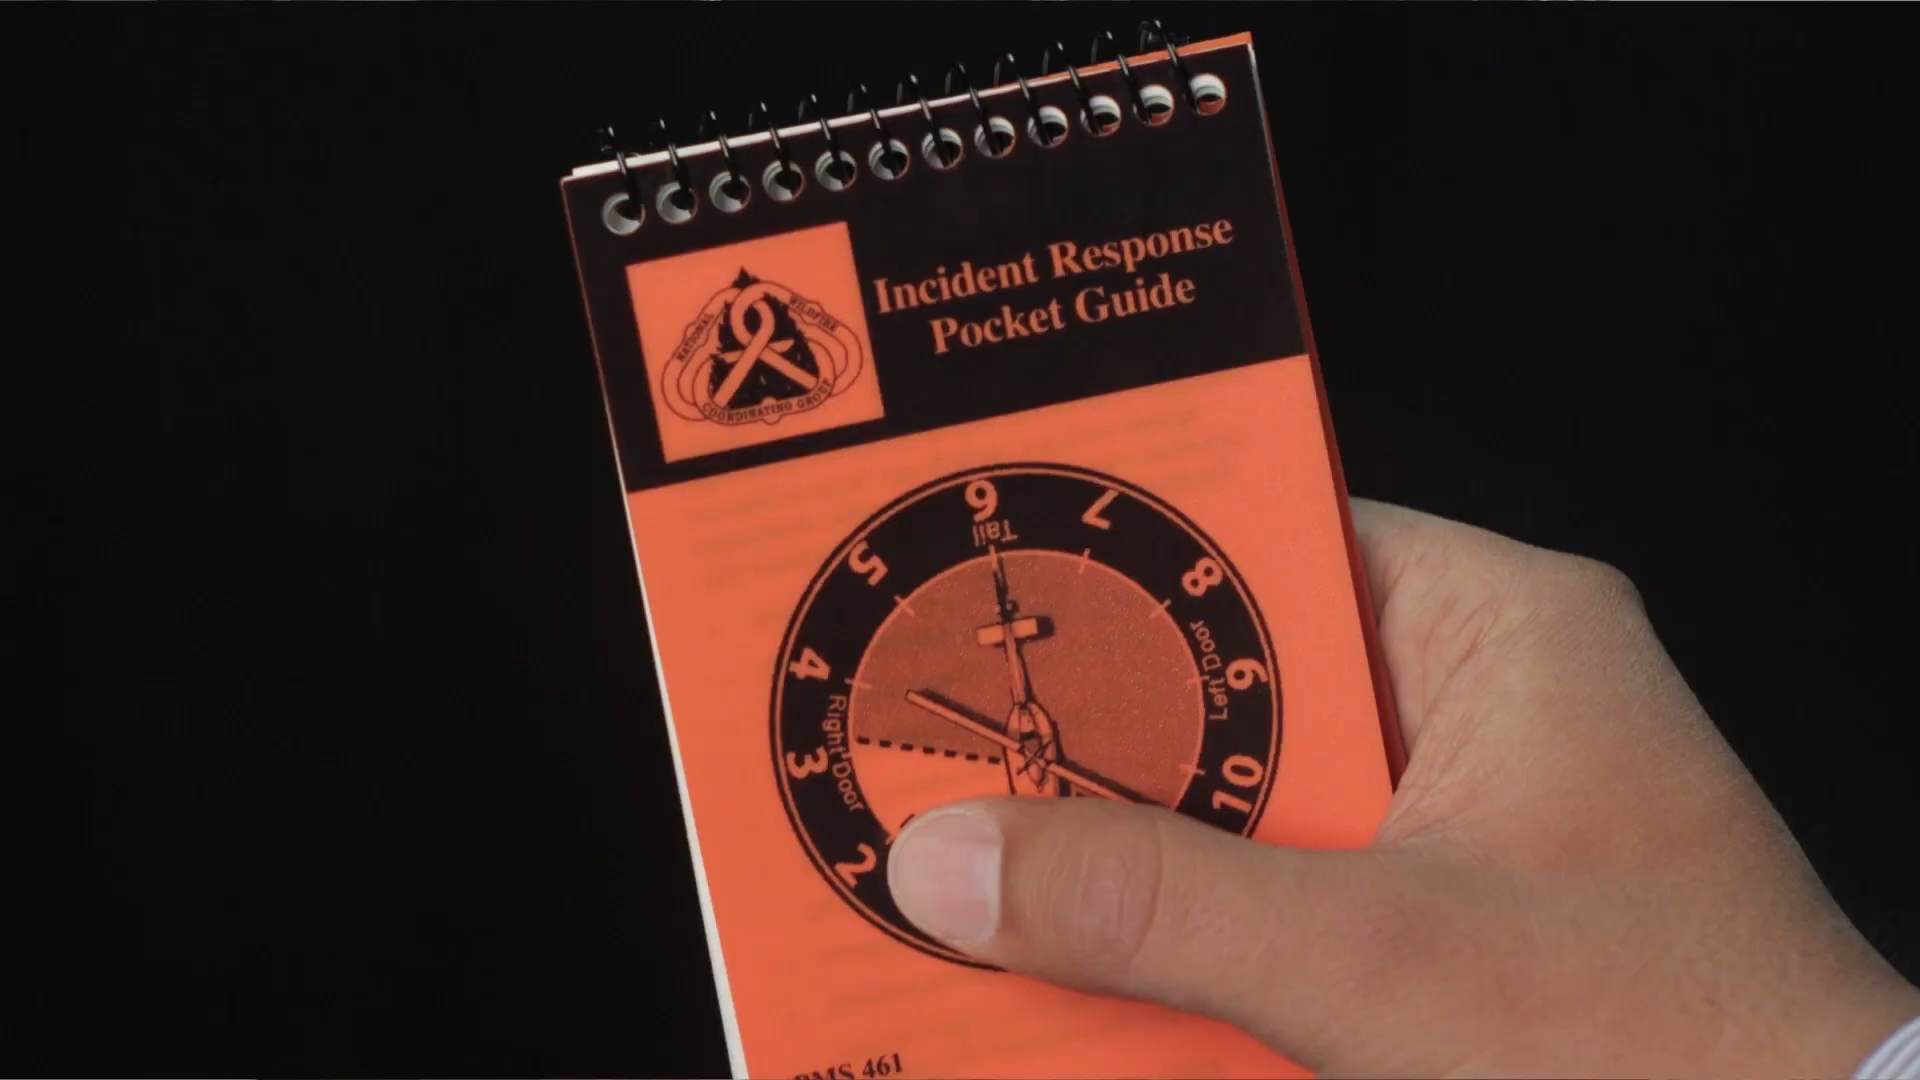 Incident Response
Pocket Guide
NATIONAL
WILDFIRE
COORDINATING GROUP
6
7
8
9
10
5
4
3
2
Tail
Left Door
Right Door
PMS 461